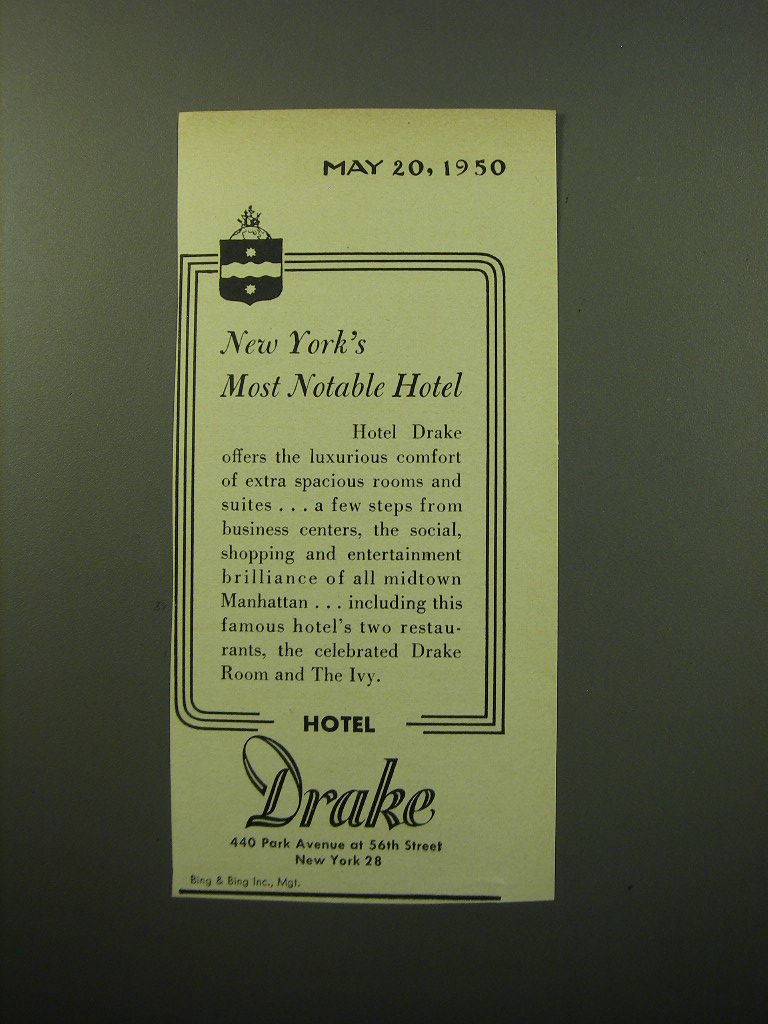 MAY 20, 1950
New York's
Most Notable Hotel
Hotel Drake
offers the luxurious comfort
of extra spacious rooms and
suites . . . a few steps from
business centers, the social,
shopping and entertainment
brilliance of all midtown
Manhattan . . . including this
famous hotel's two restau-
rants, the celebrated Drake
Room and The Ivy.
HOTEL
Drake
440 Park Avenue at 56th Street
New York 28
Bing & Bing Inc., Mgt.